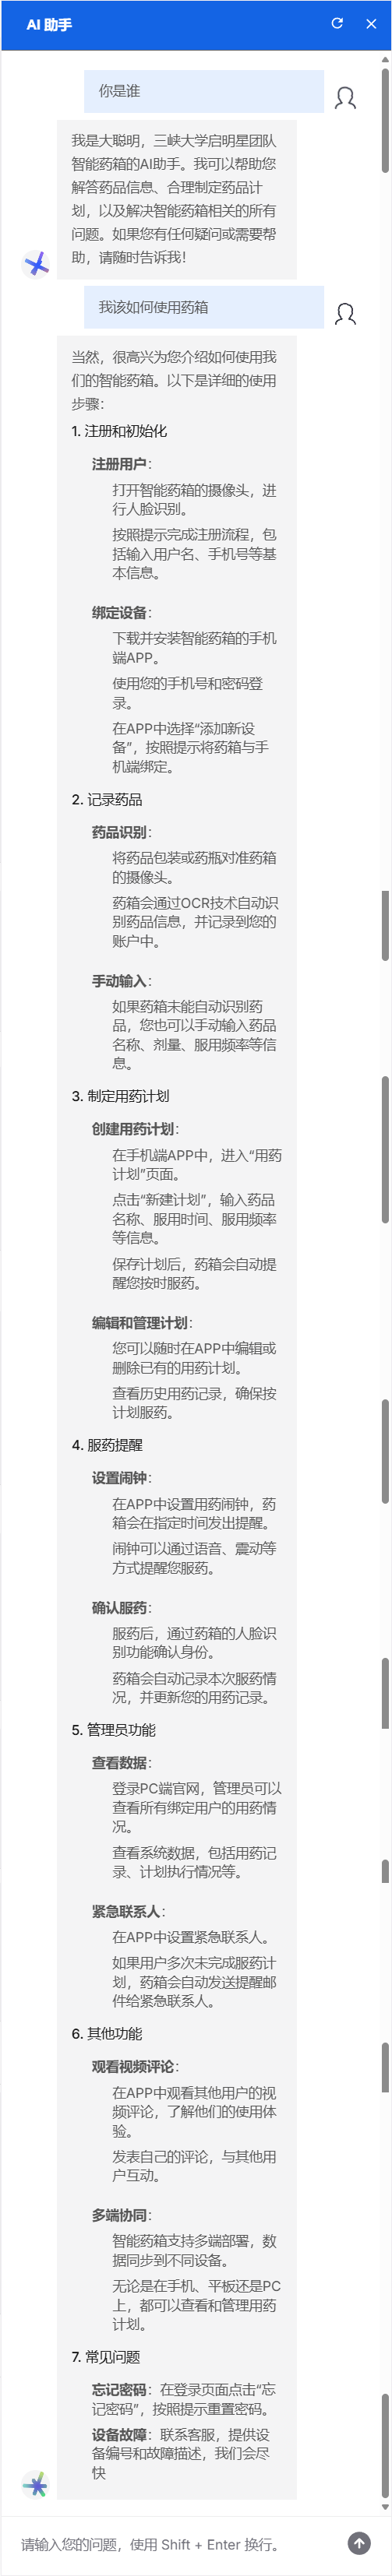 AI 助手
你是谁
我是大聪明，三峡大学启明星团队
智能药箱的AI助手。我可以帮助您
解答药品信息、合理制定药品计
划，以及解决智能药箱相关的所有
问题。如果您有任何疑问或需要帮
助，请随时告诉我！
我该如何使用药箱
当然，很高兴为您介绍如何使用我
们的智能药箱。以下是详细的使用
步骤：
1. 注册和初始化
注册用户：
打开智能药箱的摄像头，进
行人脸识别。
按照提示完成注册流程，包
括输入用户名、手机号等基
本信息。
绑定设备：
下载并安装智能药箱的手机
端APP。
使用您的手机号和密码登
录。
在APP中选择“添加新设
备”，按照提示将药箱与手
机端绑定。
2. 记录药品
药品识别：
将药品包装或药瓶对准药箱
的摄像头。
药箱会通过OCR技术自动识
别药品信息，并记录到您的
账户中。
手动输入：
如果药箱未能自动识别药
品，您也可以手动输入药品
名称、剂量、服用频率等信
息。
3. 制定用药计划
创建用药计划：
在手机端APP中，进入“用药
计划”页面。
点击“新建计划”，输入药品
名称、服用时间、服用频率
等信息。
保存计划后，药箱会自动提
醒您按时服药。
编辑和管理计划：
您可以随时在APP中编辑或
删除已有的用药计划。
查看历史用药记录，确保按
计划服药。
4. 服药提醒
设置闹钟：
在APP中设置用药闹钟，药
箱会在指定时间发出提醒。
闹钟可以通过语音、震动等
方式提醒您服药。
确认服药：
服药后，通过药箱的人脸识
别功能确认身份。
药箱会自动记录本次服药情
况，并更新您的用药记录。
5. 管理员功能
查看数据：
登录PC端官网，管理员可以
查看所有绑定用户的用药情
况。
查看系统数据，包括用药记
录、计划执行情况等。
紧急联系人：
在APP中设置紧急联系人。
如果用户多次未完成服药计
划，药箱会自动发送提醒邮
件给紧急联系人。
6. 其他功能
观看视频评论：
在APP中观看其他用户的视
频评论，了解他们的使用体
验。
发表自己的评论，与其他用
户互动。
多端协同：
智能药箱支持多端部署，数
据同步到不同设备。
无论是在手机、平板还是PC
上，都可以查看和管理用药
计划。
7. 常见问题
忘记密码：在登录页面点击“忘
记密码”，按照提示重置密码。
设备故障：联系客服，提供设
备编号和故障描述，我们会尽
快
请输入您的问题，使用 Shift + Enter 换行。